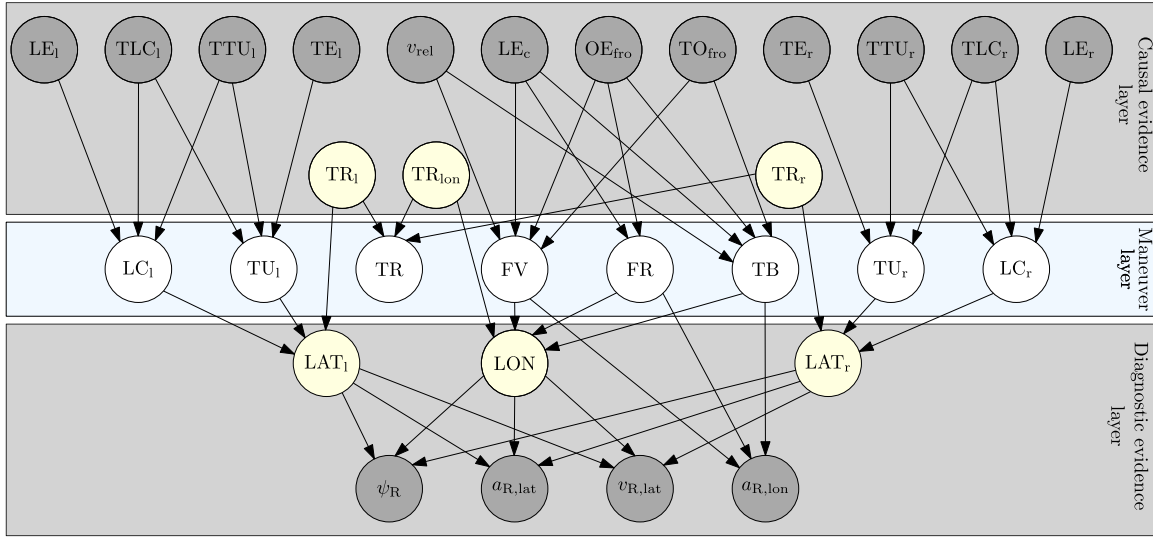 LE_l TLC_l TTU_l TE_l v_rel LE_c OE_fro TO_fro TE_r TTU_r TLC_r LE_r
Causal evidence
layer
TR_l TR_lon TR_r
LC_l TU_l TR FV FR TB TU_r LC_r
Maneuver
layer
LAT_l LON LAT_r
Diagnostic evidence
layer
ψ_R a_R,lat v_R,lat a_R,lon